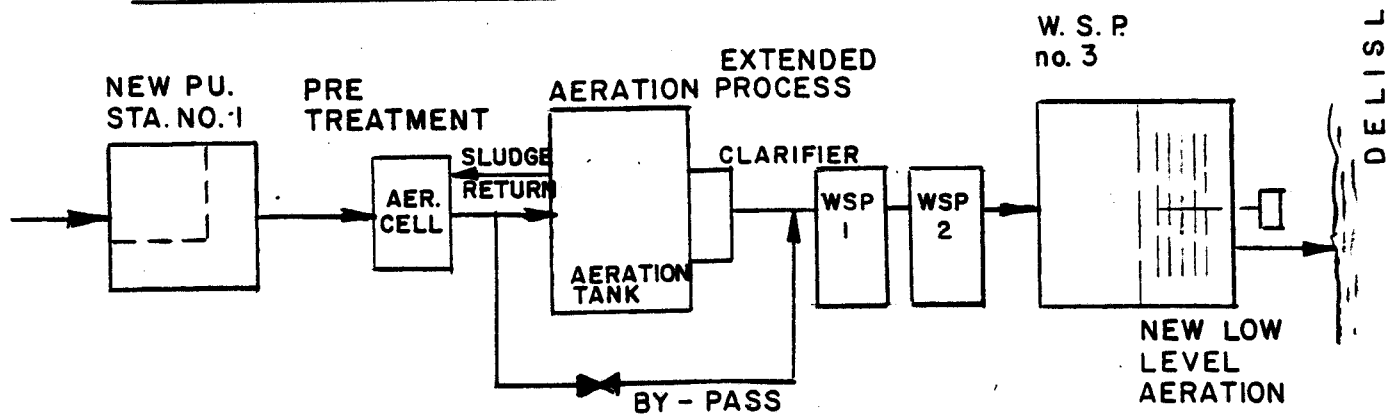 NEW PU.
STA. NO. 1
PRE
TREATMENT
AER.
CELL
SLUDGE
RETURN
EXTENDED
AERATION PROCESS
AERATION
TANK
CLARIFIER
BY - PASS
WSP
1
WSP
2
W. S. P.
no. 3
NEW LOW
LEVEL
AERATION
DELISL